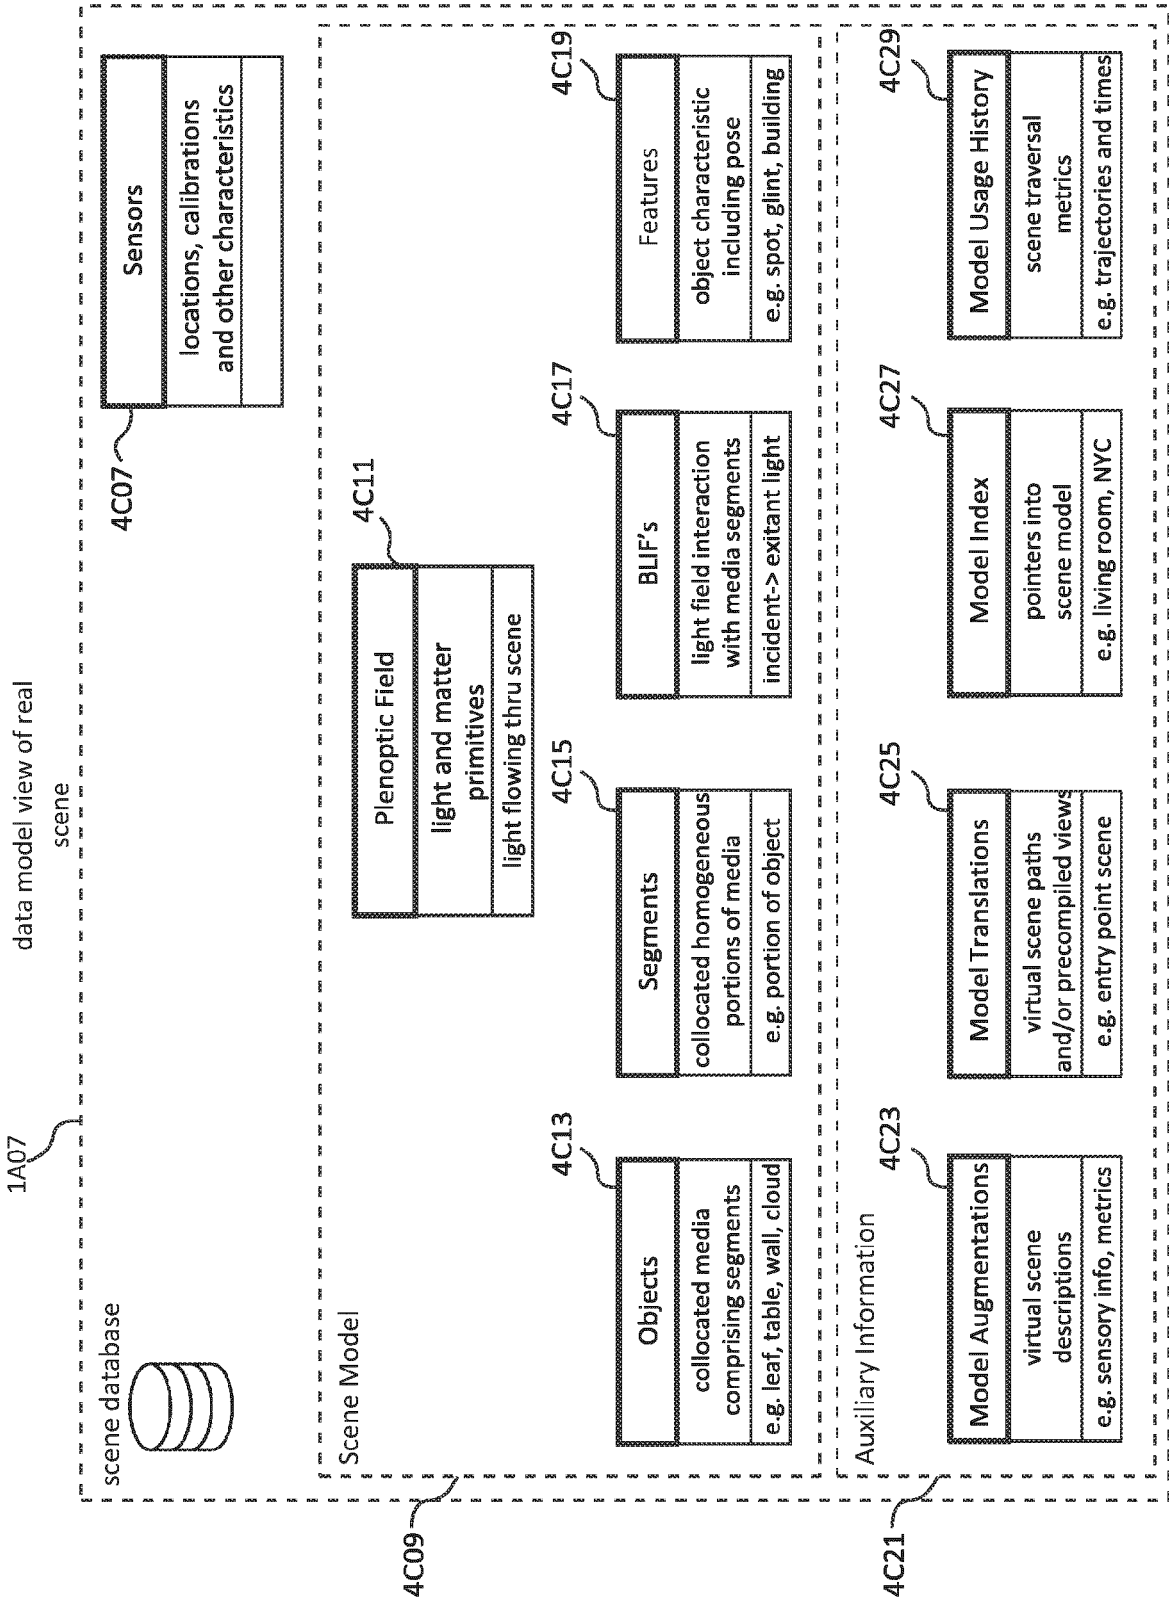 data model view of real
scene
1A07
scene database
Sensors
locations, calibrations
and other characteristics
4C07
Scene Model
4C09
Plenoptic Field
light and matter
primitives
light flowing thru scene
4C11
Objects
collocated media
comprising segments
e.g. leaf, table, wall, cloud
4C13
Segments
collocated homogeneous
portions of media
e.g. portion of object
4C15
BLIF's
light field interaction
with media segments
incident-> exitant light
4C17
Features
object characteristic
including pose
e.g. spot, glint, building
4C19
Auxiliary Information
4C21
Model Augmentations
virtual scene
descriptions
e.g. sensory info, metrics
4C23
Model Translations
virtual scene paths
and/or precompiled views
e.g. entry point scene
4C25
Model Index
pointers into
scene model
e.g. living room, NYC
4C27
Model Usage History
scene traversal
metrics
e.g. trajectories and times
4C29